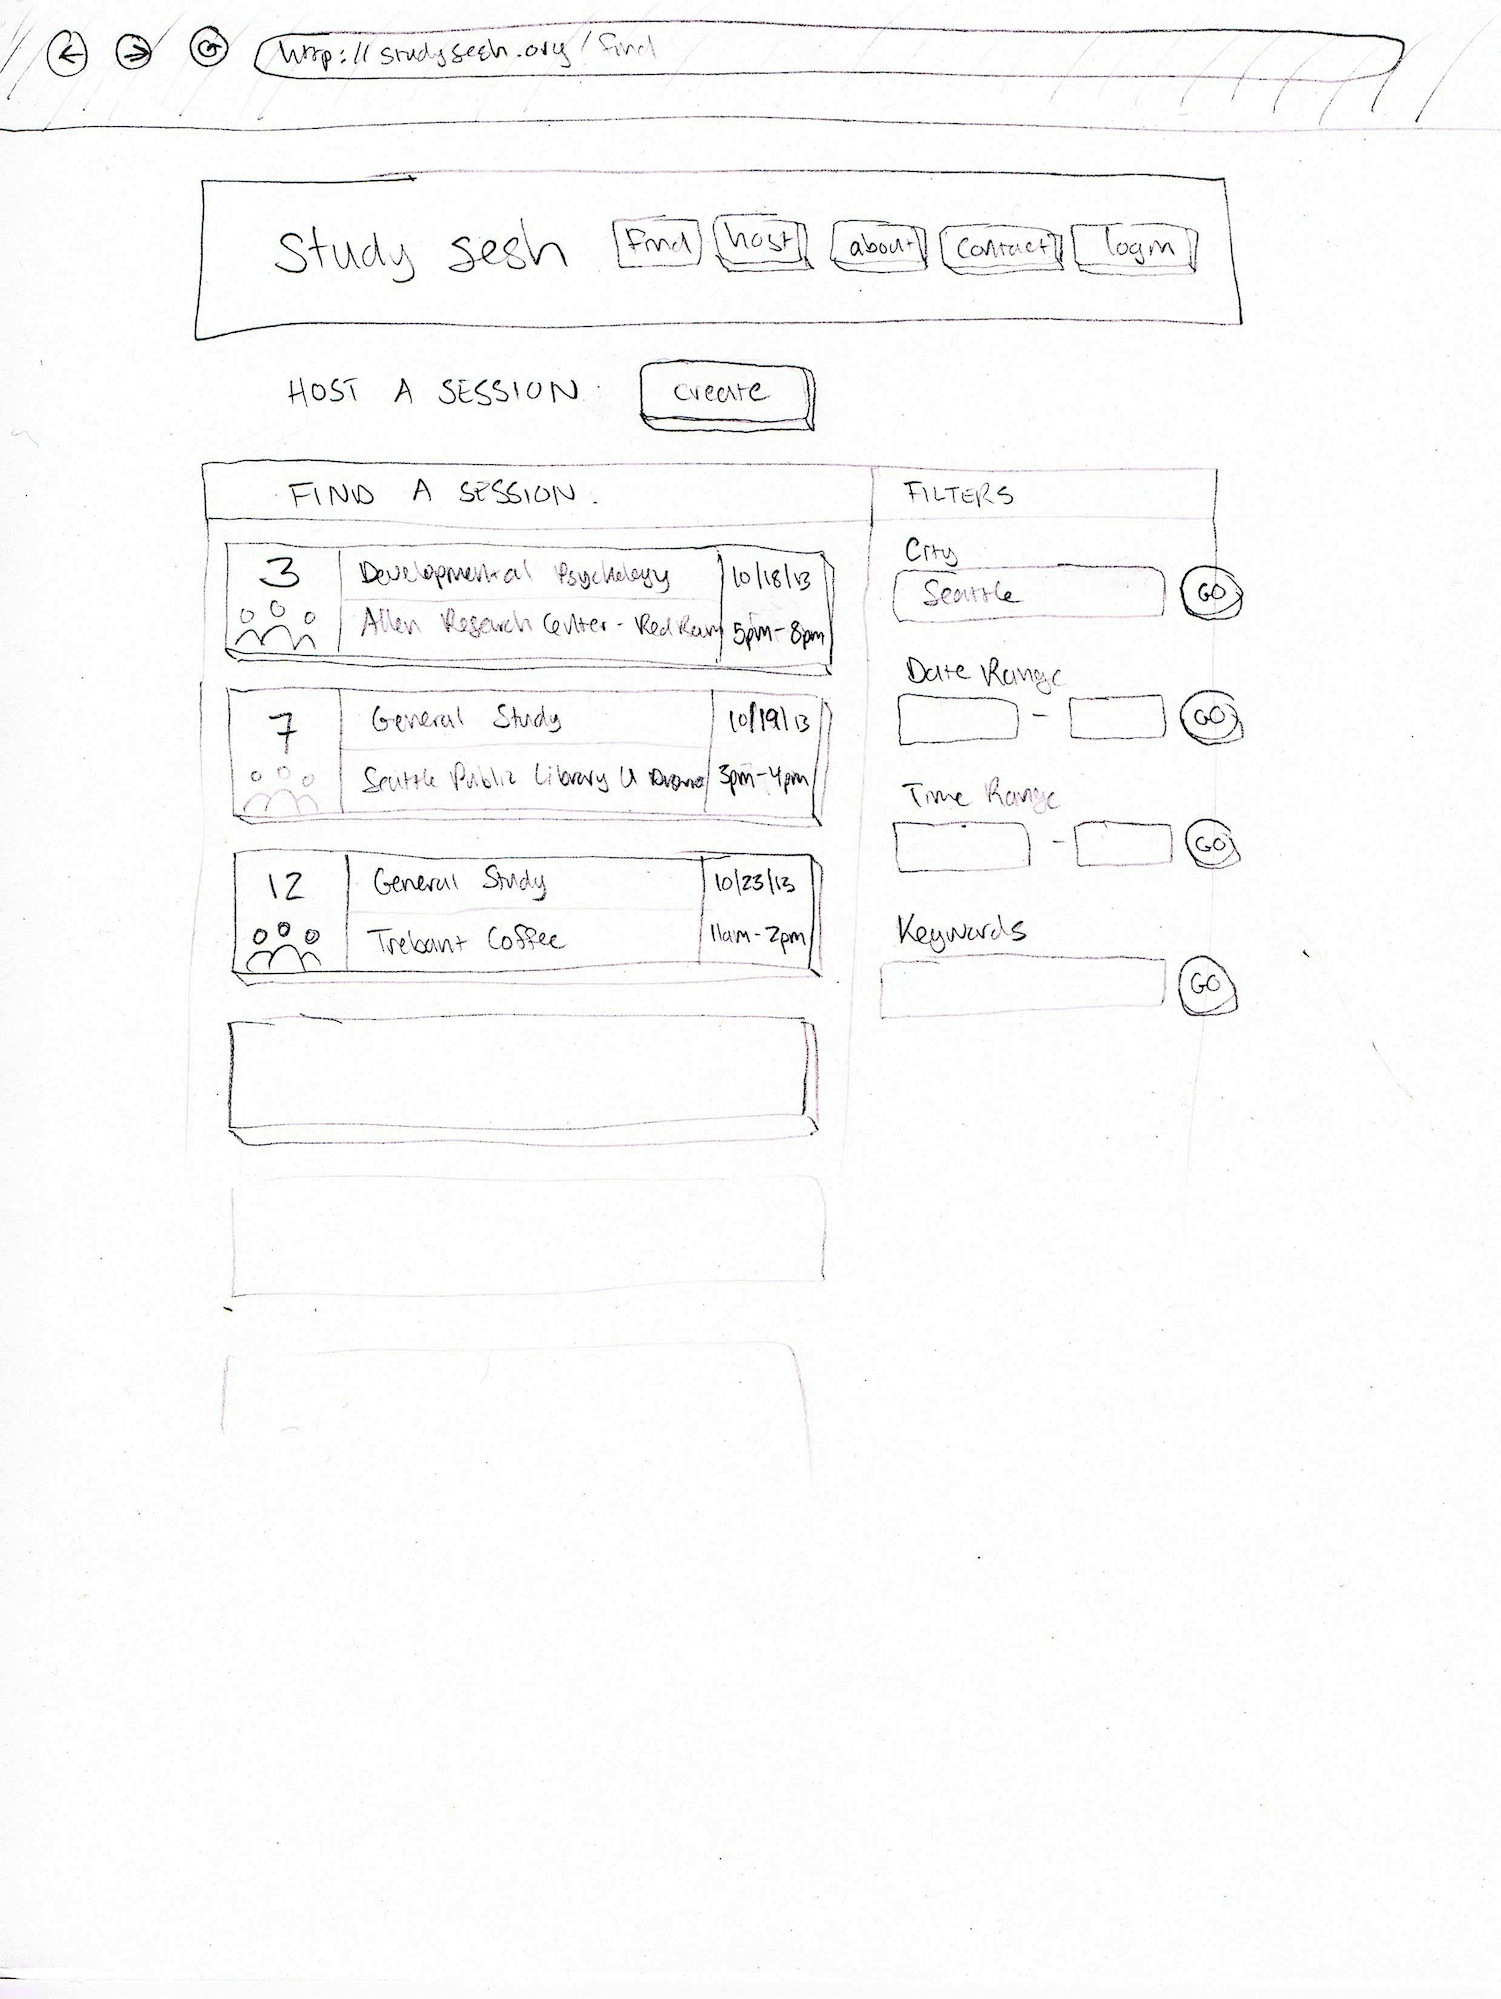 http://studysesh.org/find
Study sesh
find
host
about
contact
login
HOST A SESSION
create
FIND A SESSION.
3
Developmental Psychology
10/18/13
Allen Research Center - Red Ram
5pm-8pm
7
General Study
10/19/13
Seattle Public Library U
3pm-4pm
12
General Study
10/23/13
Trebant Coffee
11am-2pm
FILTERS
City
Seattle
GO
Date Range
-
GO
Time Range
-
GO
Keywords
GO